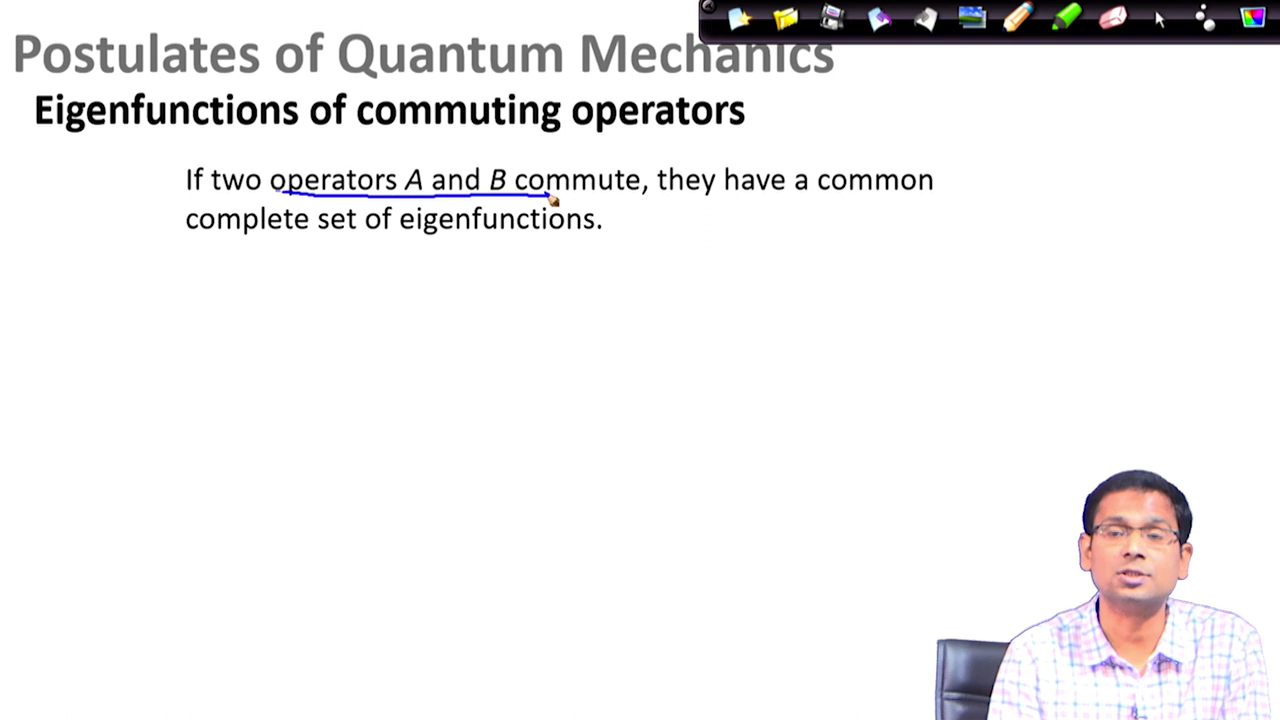 Postulates of Quantum Mechanics
Eigenfunctions of commuting operators
If two operators A and B commute, they have a common
complete set of eigenfunctions.